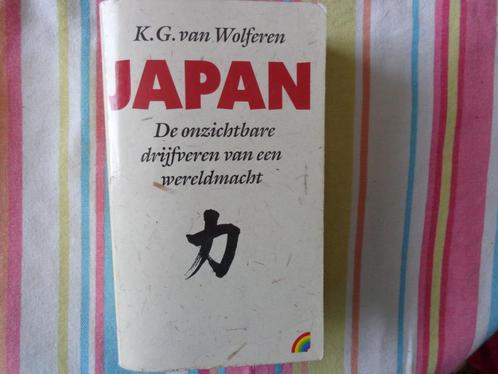 K.G. van Wolferen
JAPAN
De onzichtbare
drijfveren van een
wereldmacht
力